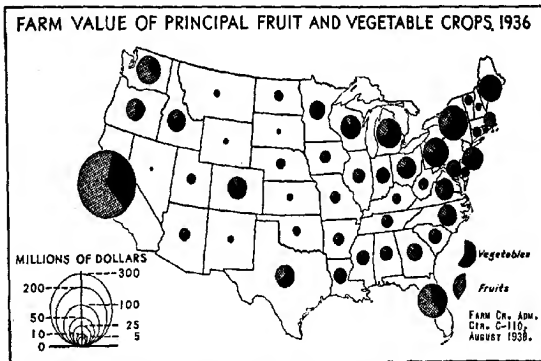 FARM VALUE OF PRINCIPAL FRUIT AND VEGETABLE CROPS, 1936
MILLIONS OF DOLLARS
300
200
100
50
25
10
5
0
Vegetables
Fruits
FARM CR. ADM.
CIR. C-110,
AUGUST 1938.